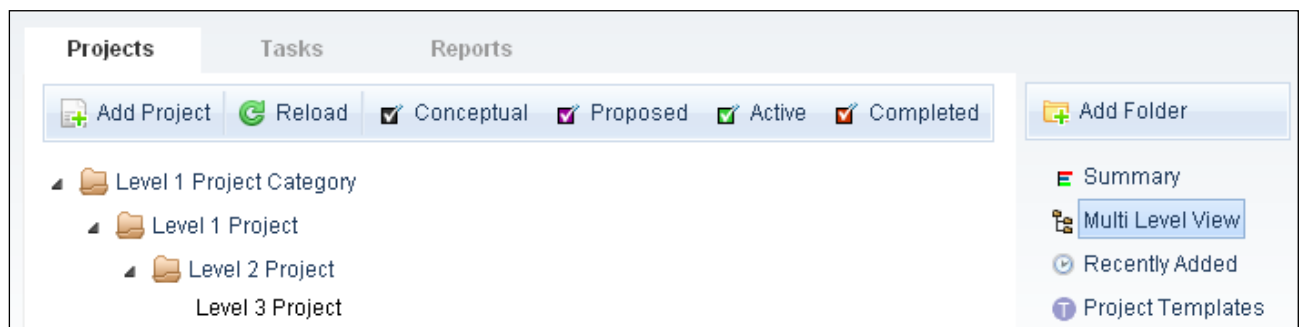 Projects Tasks Reports
Add Project Reload Conceptual Proposed Active Completed
Level 1 Project Category
Level 1 Project
Level 2 Project
Level 3 Project
Add Folder
Summary
Multi Level View
Recently Added
T Project Templates